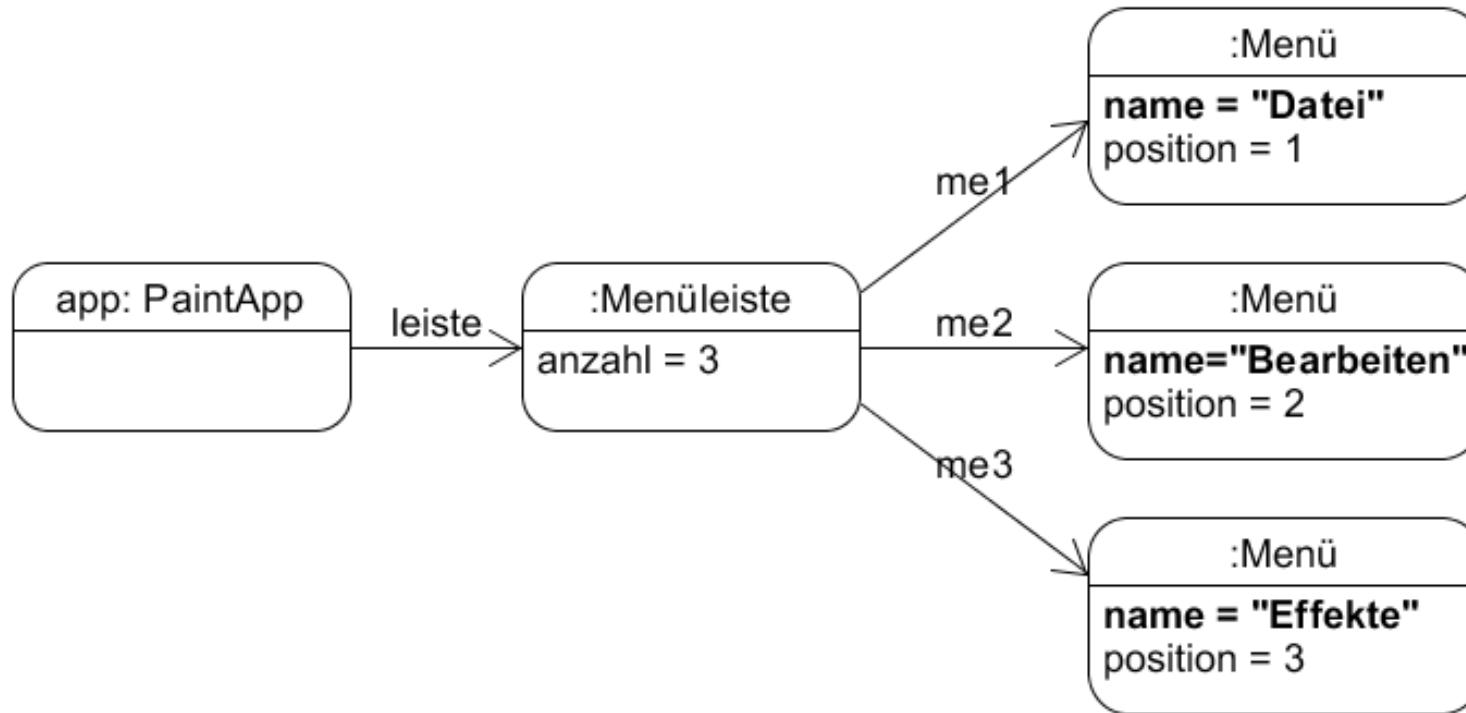 app: PaintApp
leiste
:Menüleiste
anzahl = 3
me1
:Menü
name = "Datei"
position = 1
me2
:Menü
name="Bearbeiten"
position = 2
me3
:Menü
name = "Effekte"
position = 3